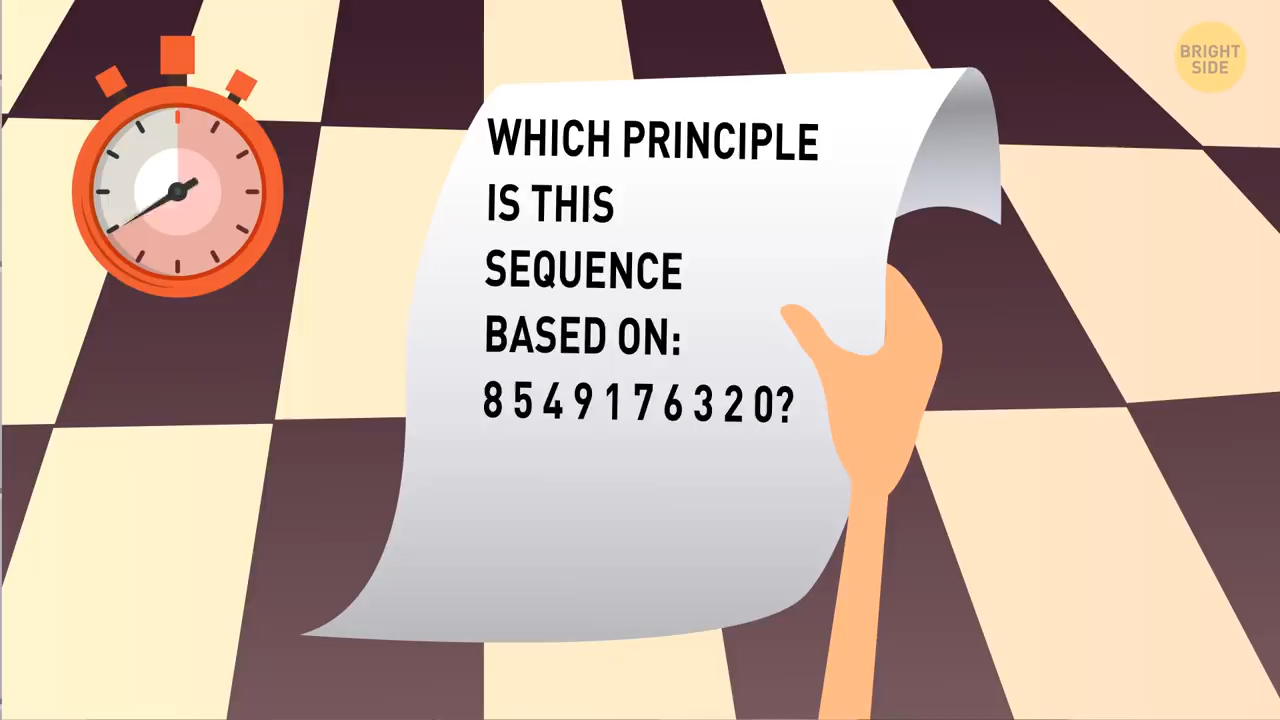 WHICH PRINCIPLE
IS THIS
SEQUENCE
BASED ON:
8 5 4 9 1 7 6 3 2 0?
BRIGHT
SIDE